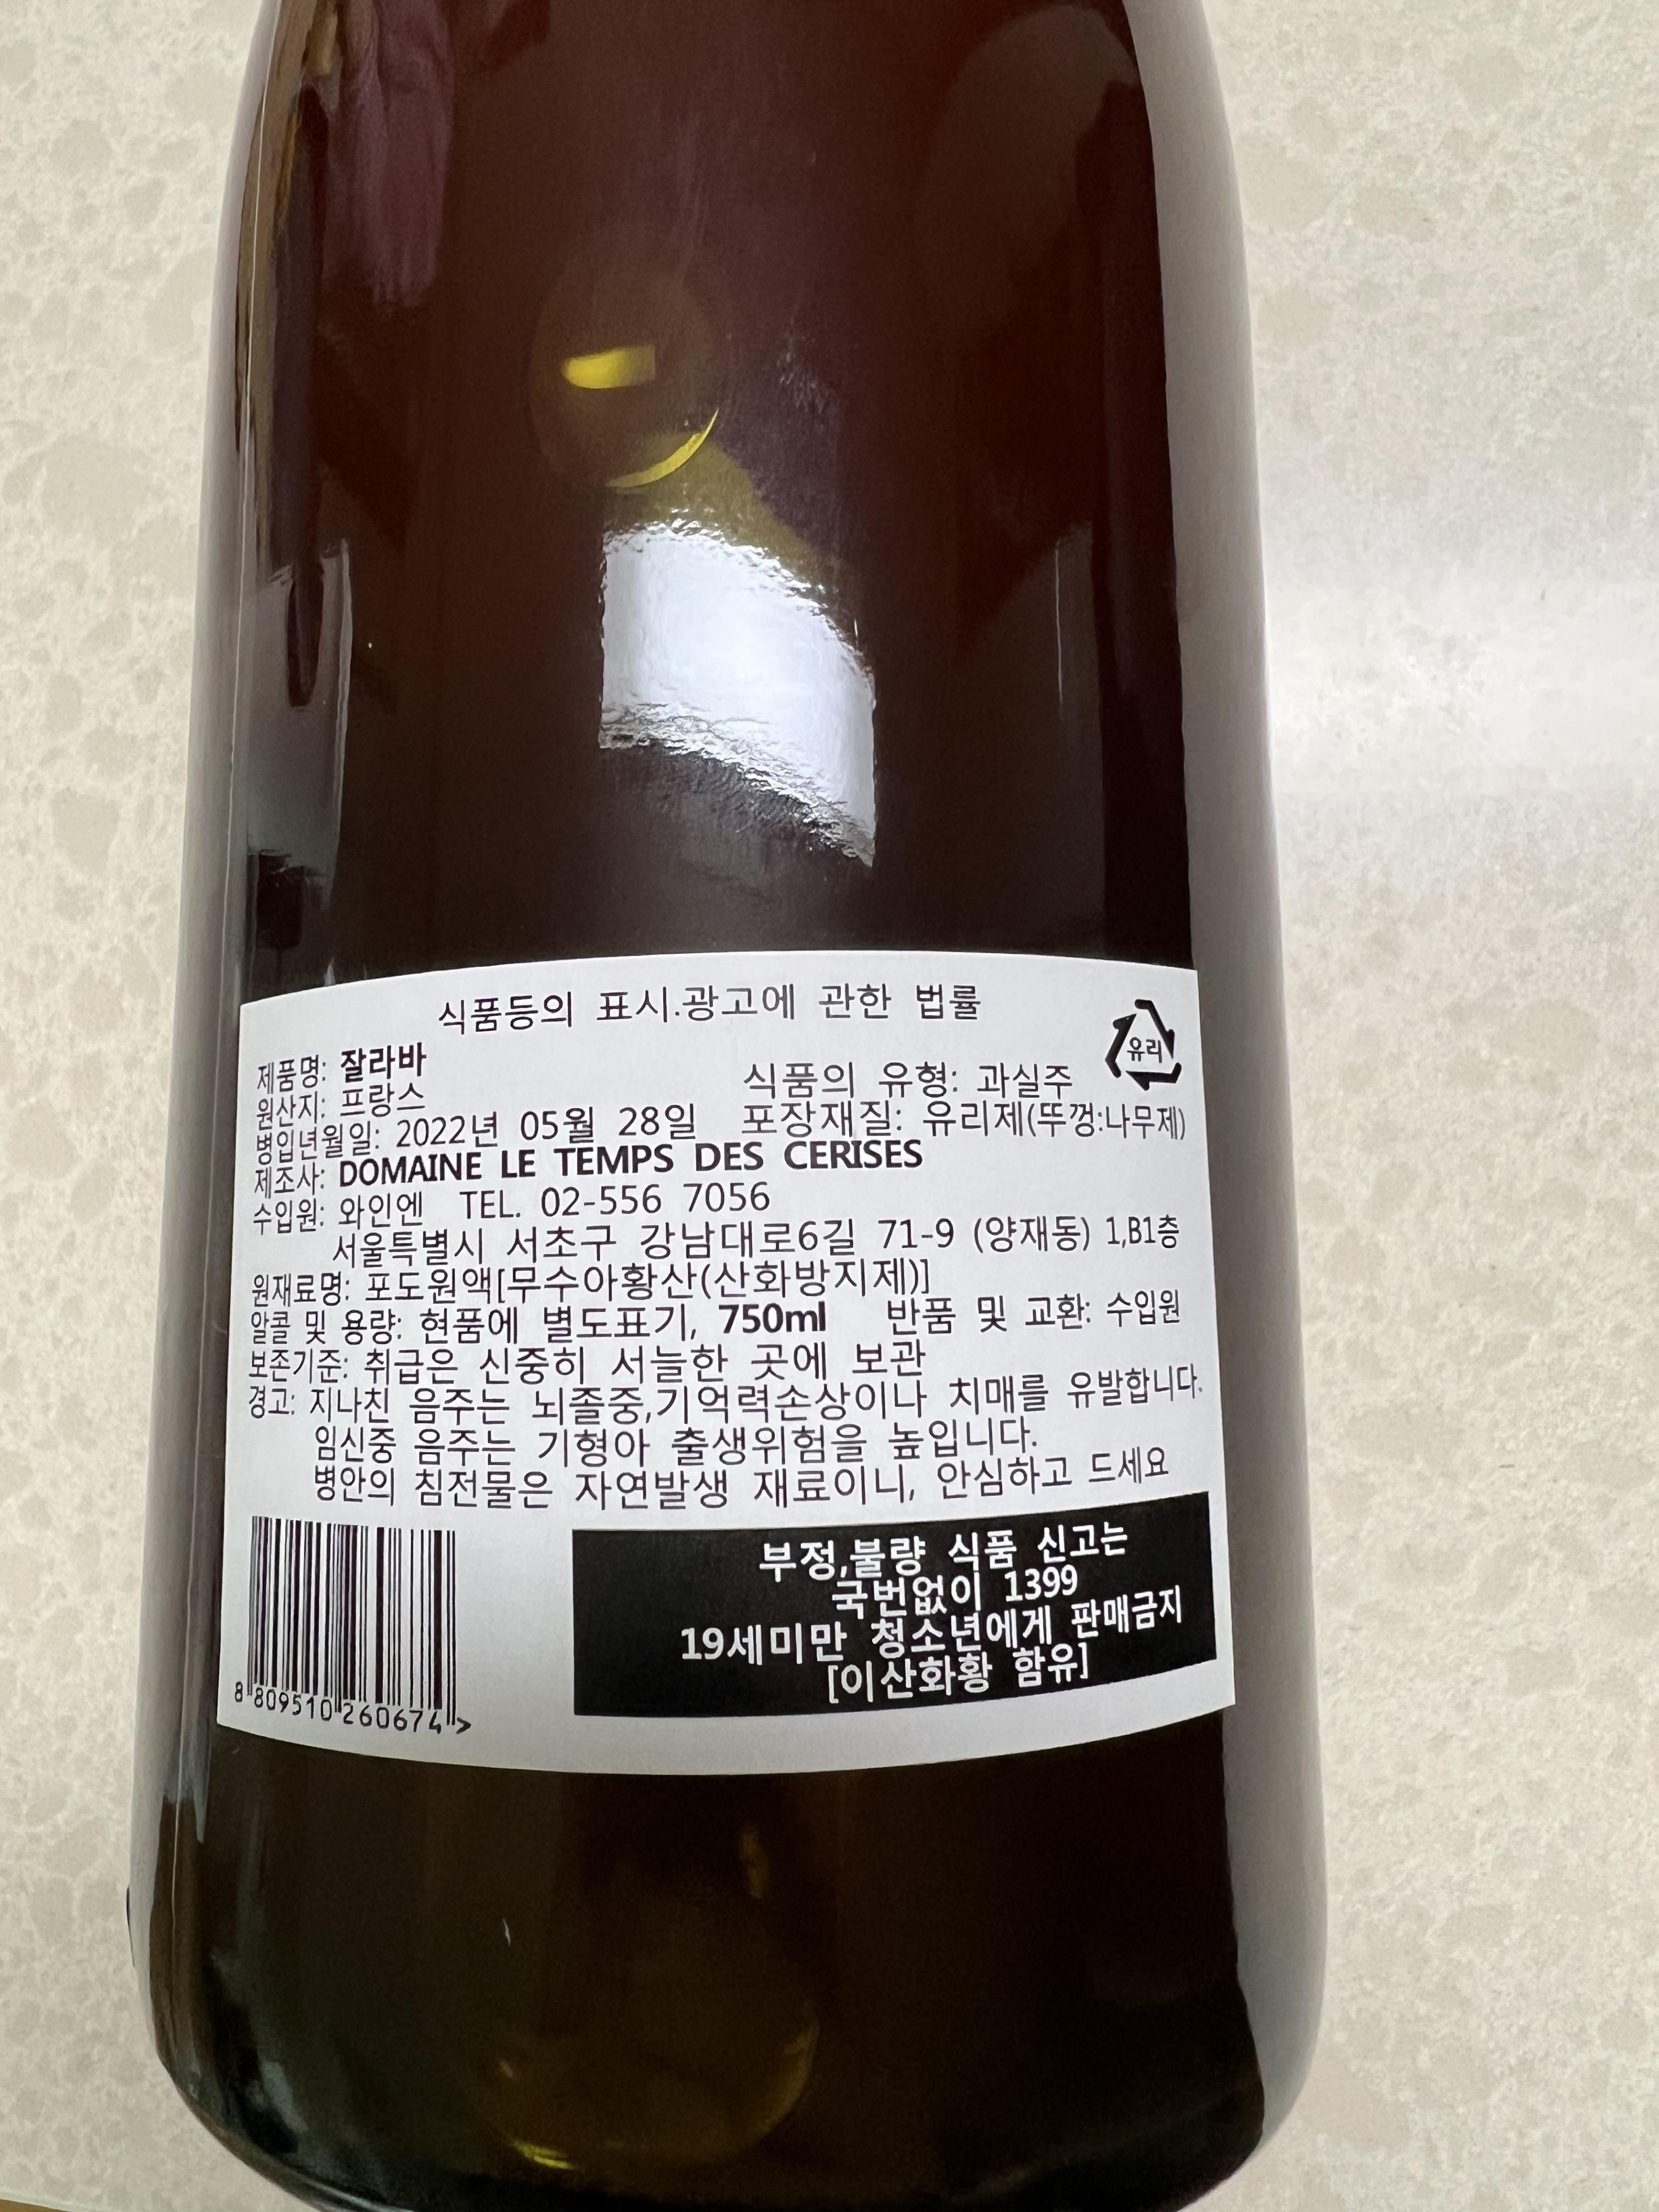 식품등의 표시.광고에 관한 법률
유리
제품명: 잘라바
식품의 유형: 과실주
원산지: 프랑스
병입년월일: 2022년 05월 28일 포장재질: 유리제(뚜껑:나무제)
제조사: DOMAINE LE TEMPS DES CERISES
수입원: 와인엔 TEL. 02-556 7056
서울특별시 서초구 강남대로6길 71-9 (양재동) 1,B1층
원재료명: 포도원액[무수아황산(산화방지제)]
알콜 및 용량: 현품에 별도표기, 750ml 반품 및 교환: 수입원
보존기준: 취급은 신중히 서늘한 곳에 보관
경고: 지나친 음주는 뇌졸중,기억력손상이나 치매를 유발합니다.
임신중 음주는 기형아 출생위험을 높입니다.
병안의 침전물은 자연발생 재료이니, 안심하고 드세요
부정,불량 식품 신고는
국번없이 1399
19세미만 청소년에게 판매금지
[이산화황 함유]
8 809510 260674 >